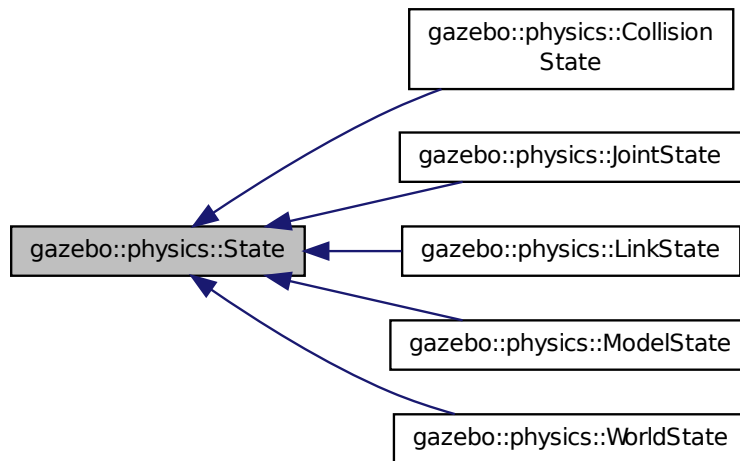 gazebo::physics::Collision
State
gazebo::physics::JointState
gazebo::physics::State
gazebo::physics::LinkState
gazebo::physics::ModelState
gazebo::physics::WorldState